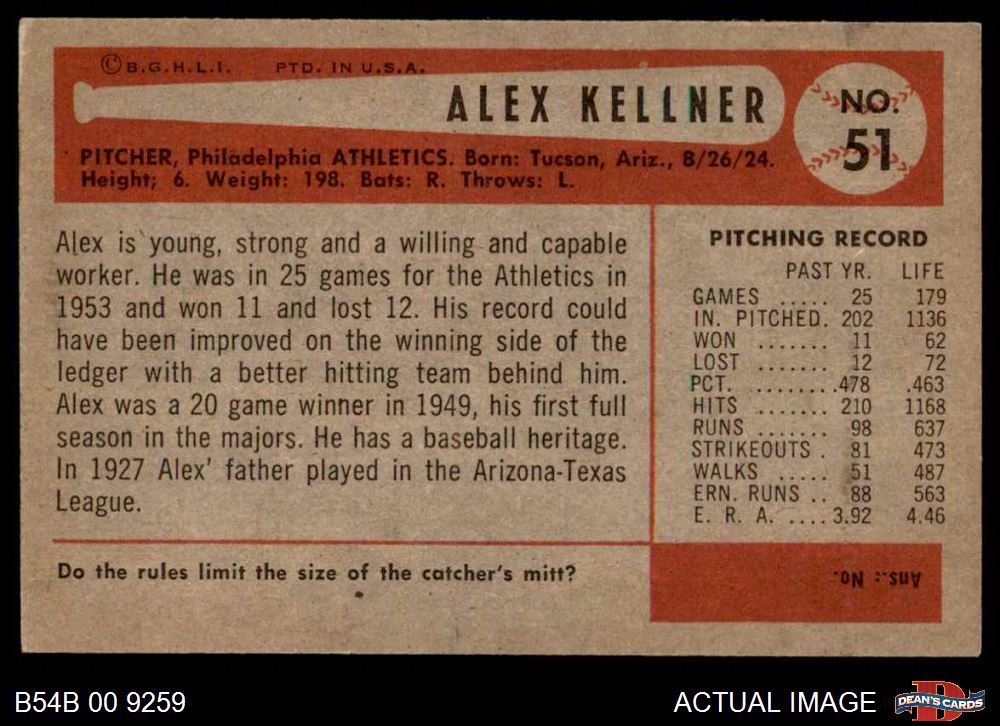 ©B.G.H.L.I. PTD. IN U.S.A.
ALEX KELLNER
NO. 51
PITCHER, Philadelphia ATHLETICS. Born: Tucson, Ariz., 8/26/24.
Height; 6. Weight: 198. Bats: R. Throws: L.
Alex is young, strong and a willing and capable
worker. He was in 25 games for the Athletics in
1953 and won 11 and lost 12. His record could
have been improved on the winning side of the
ledger with a better hitting team behind him.
Alex was a 20 game winner in 1949, his first full
season in the majors. He has a baseball heritage.
In 1927 Alex' father played in the Arizona-Texas
League.
PITCHING RECORD
PAST YR. LIFE
GAMES ..... 25 179
IN. PITCHED. 202 1136
WON ....... 11 62
LOST ....... 12 72
PCT. ........ .478 .463
HITS ....... 210 1168
RUNS ....... 98 637
STRIKEOUTS . 81 473
WALKS ..... 51 487
ERN. RUNS .. 88 563
E. R. A. .... 3.92 4.46
Do the rules limit the size of the catcher's mitt?
Ans.: No.
B54B 00 9259
ACTUAL IMAGE
DEAN'S CARDS